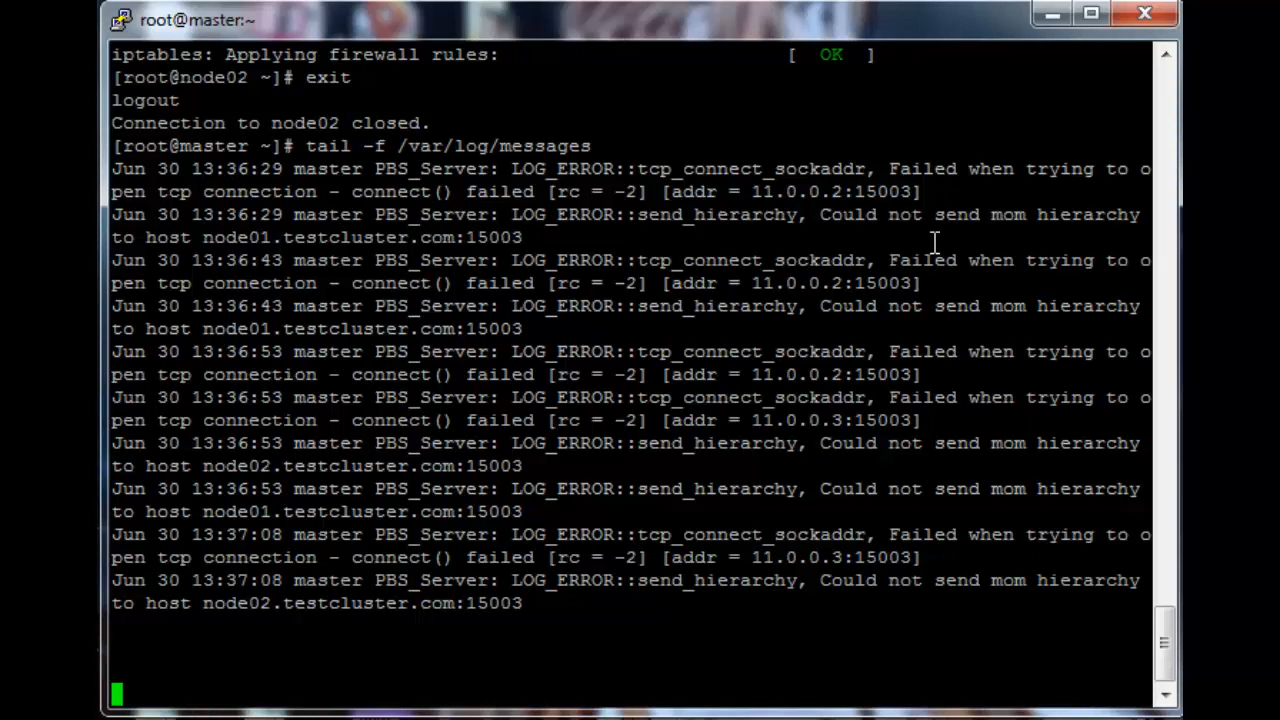 root@master:~
iptables: Applying firewall rules: [ OK ]
[root@node02 ~]# exit
logout
Connection to node02 closed.
[root@master ~]# tail -f /var/log/messages
Jun 30 13:36:29 master PBS_Server: LOG_ERROR::tcp_connect_sockaddr, Failed when trying to o
pen tcp connection - connect() failed [rc = -2] [addr = 11.0.0.2:15003]
Jun 30 13:36:29 master PBS_Server: LOG_ERROR::send_hierarchy, Could not send mom hierarchy
to host node01.testcluster.com:15003
Jun 30 13:36:43 master PBS_Server: LOG_ERROR::tcp_connect_sockaddr, Failed when trying to o
pen tcp connection - connect() failed [rc = -2] [addr = 11.0.0.2:15003]
Jun 30 13:36:43 master PBS_Server: LOG_ERROR::send_hierarchy, Could not send mom hierarchy
to host node01.testcluster.com:15003
Jun 30 13:36:53 master PBS_Server: LOG_ERROR::tcp_connect_sockaddr, Failed when trying to o
pen tcp connection - connect() failed [rc = -2] [addr = 11.0.0.2:15003]
Jun 30 13:36:53 master PBS_Server: LOG_ERROR::tcp_connect_sockaddr, Failed when trying to o
pen tcp connection - connect() failed [rc = -2] [addr = 11.0.0.3:15003]
Jun 30 13:36:53 master PBS_Server: LOG_ERROR::send_hierarchy, Could not send mom hierarchy
to host node02.testcluster.com:15003
Jun 30 13:36:53 master PBS_Server: LOG_ERROR::send_hierarchy, Could not send mom hierarchy
to host node01.testcluster.com:15003
Jun 30 13:37:08 master PBS_Server: LOG_ERROR::tcp_connect_sockaddr, Failed when trying to o
pen tcp connection - connect() failed [rc = -2] [addr = 11.0.0.3:15003]
Jun 30 13:37:08 master PBS_Server: LOG_ERROR::send_hierarchy, Could not send mom hierarchy
to host node02.testcluster.com:15003